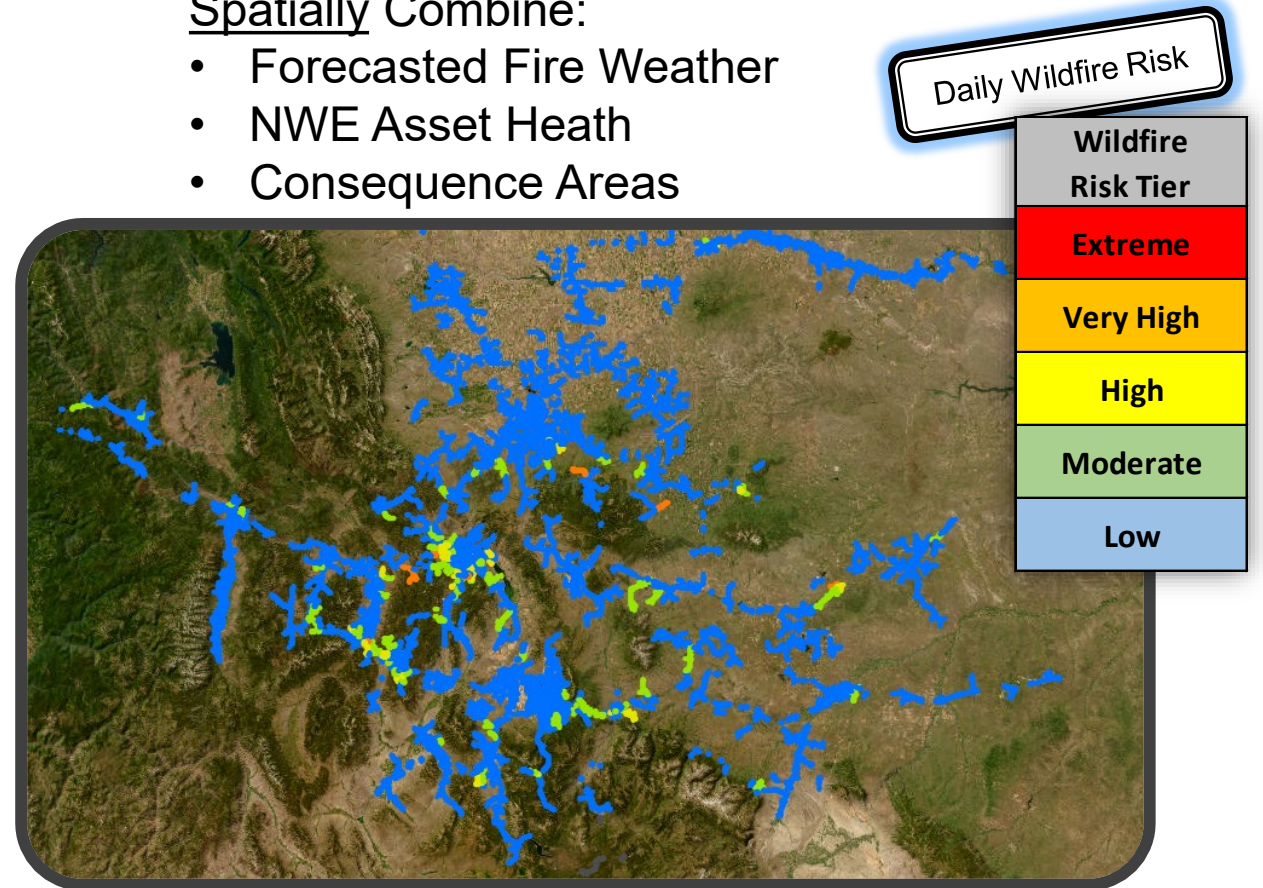 Spatially Combine:
• Forecasted Fire Weather
• NWE Asset Heath
• Consequence Areas
Daily Wildfire Risk
Wildfire
Risk Tier
Extreme
Very High
High
Moderate
Low